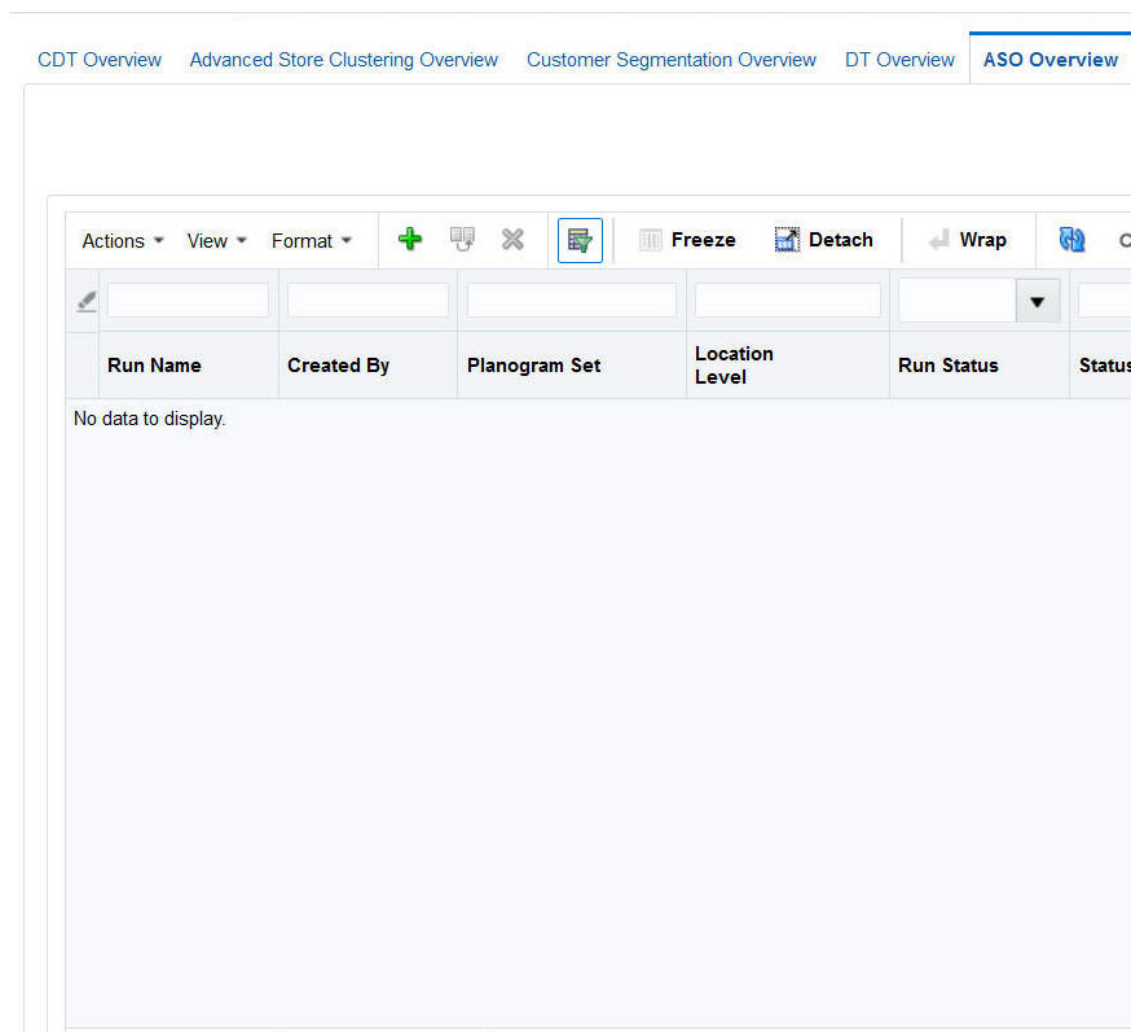 CDT Overview Advanced Store Clustering Overview Customer Segmentation Overview DT Overview ASO Overview
Actions View Format Freeze Detach Wrap
Run Name Created By Planogram Set Location Level Run Status Status
No data to display.